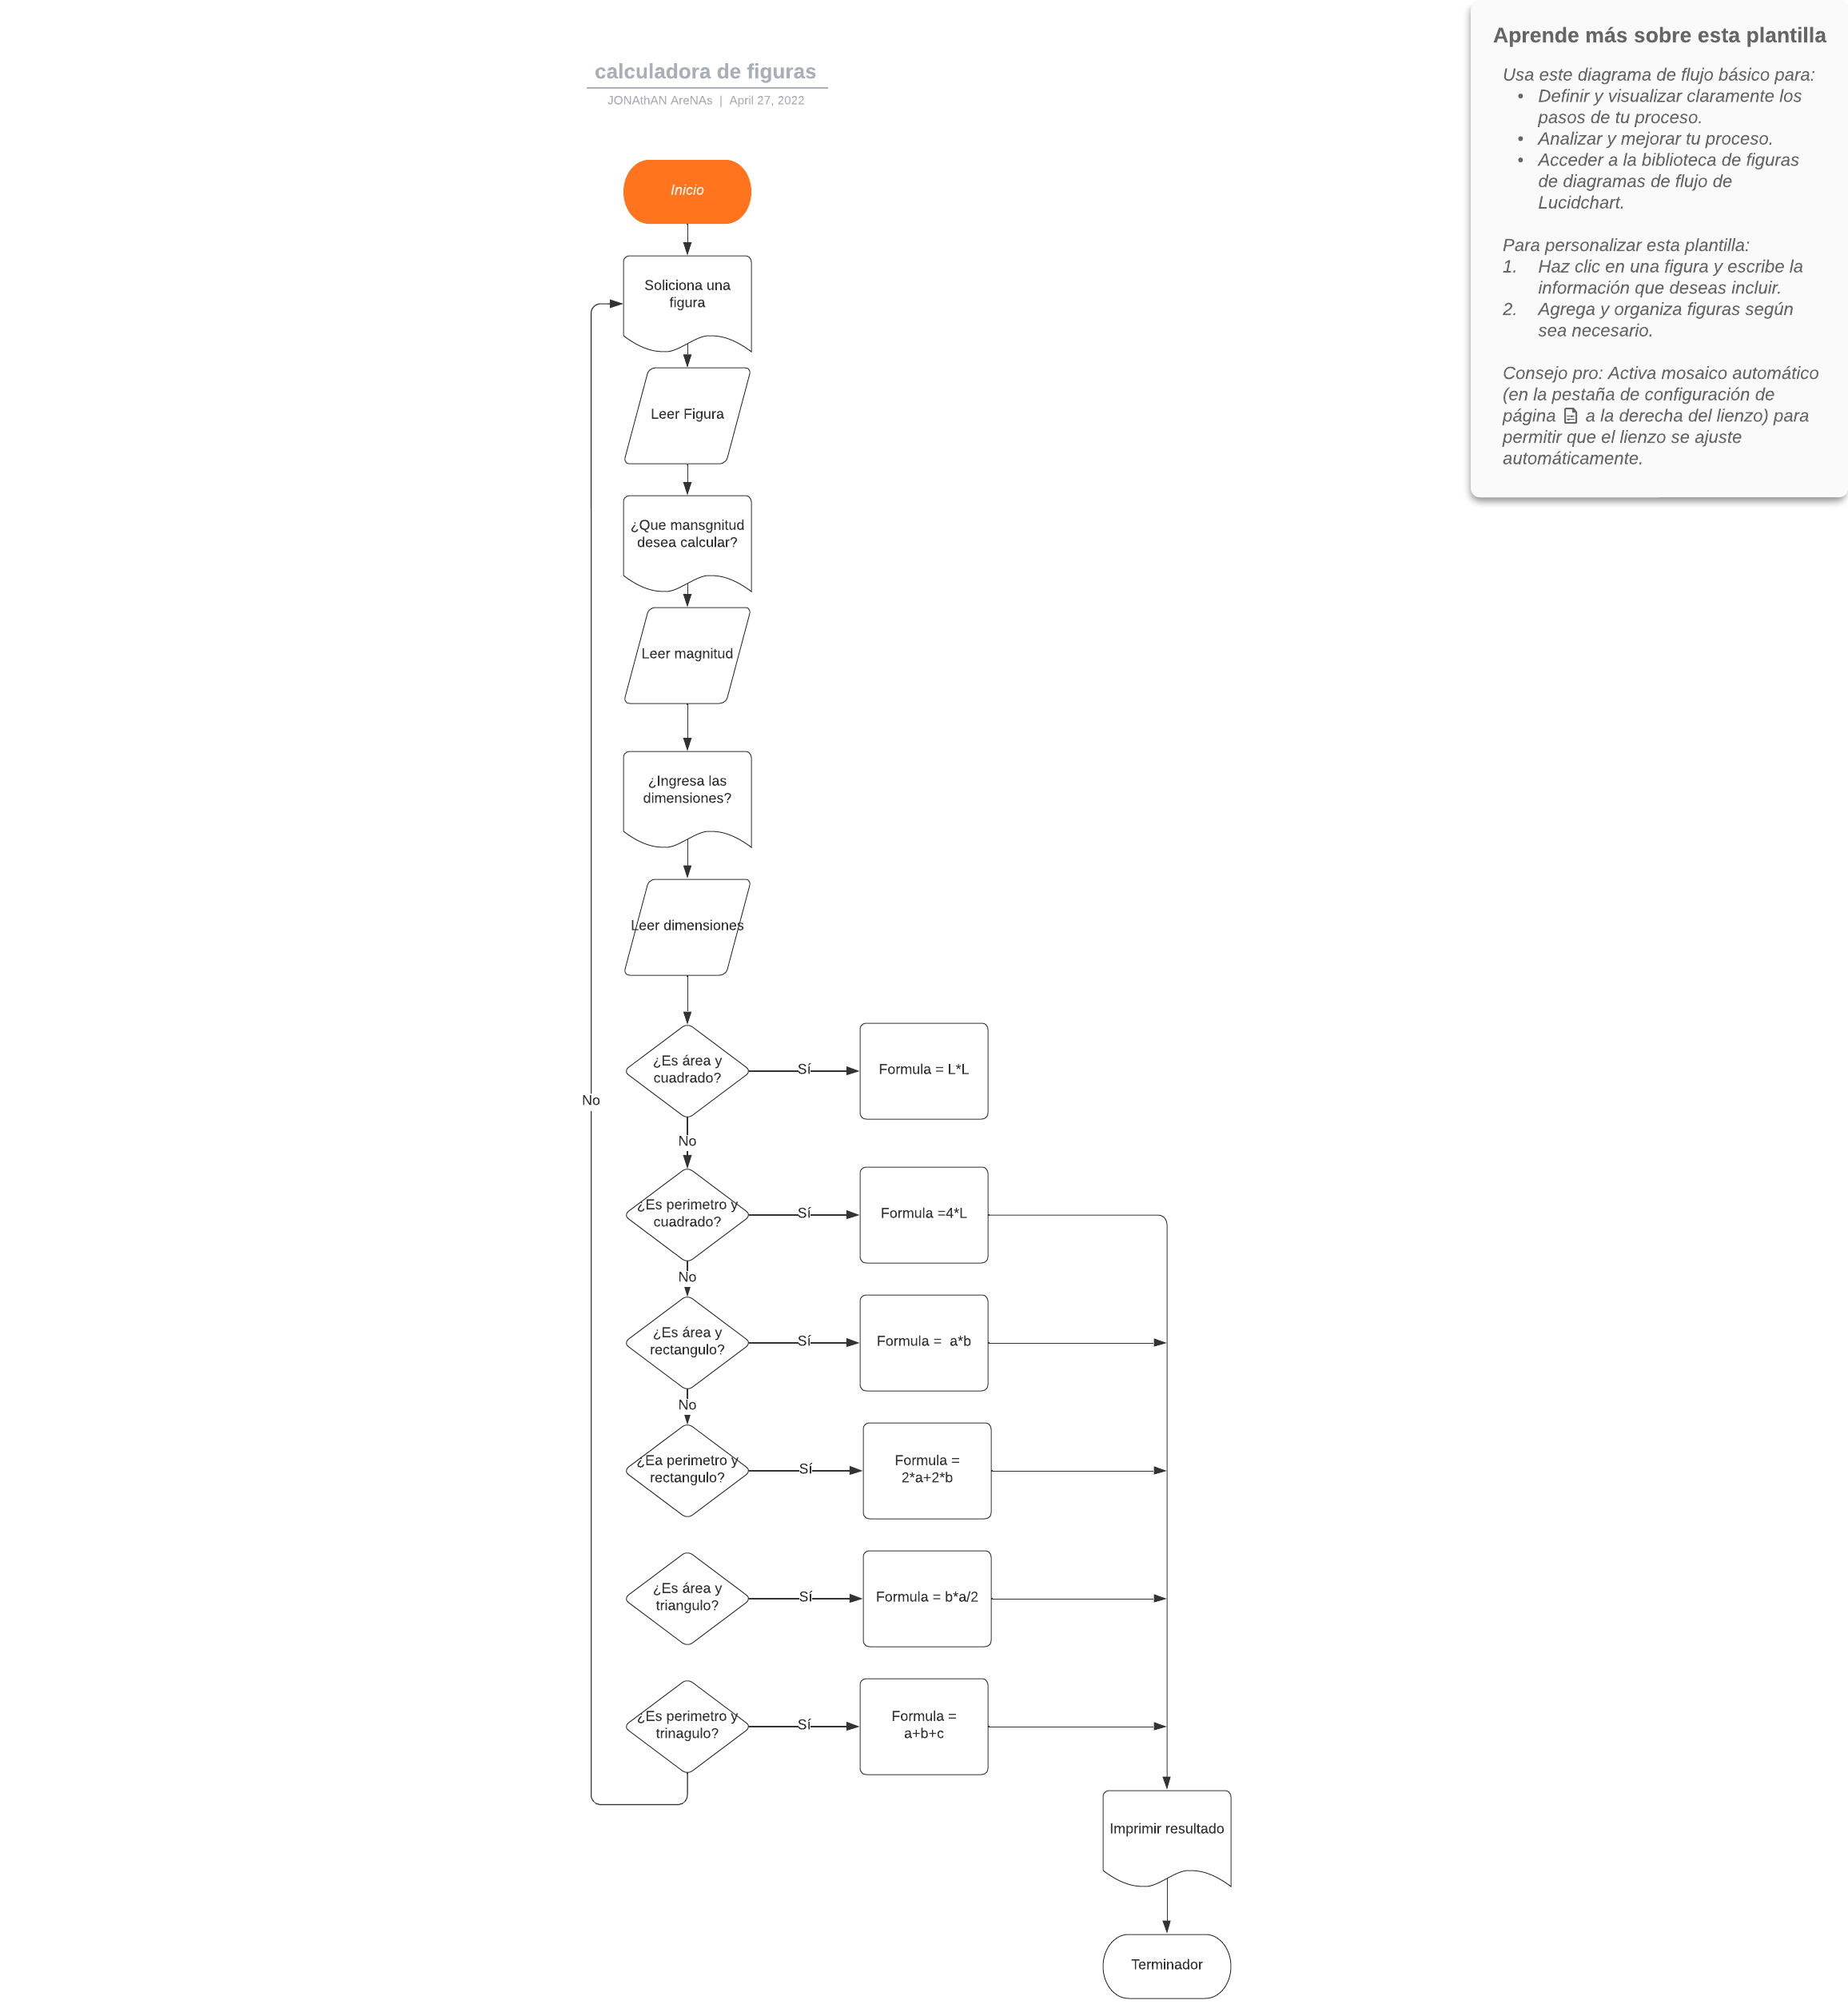 calculadora de figuras
JONAthAN AreNAs | April 27, 2022
Aprende más sobre esta plantilla
Usa este diagrama de flujo básico para:
• Definir y visualizar claramente los
pasos de tu proceso.
• Analizar y mejorar tu proceso.
• Acceder a la biblioteca de figuras
de diagramas de flujo de
Lucidchart.
Para personalizar esta plantilla:
1. Haz clic en una figura y escribe la
información que deseas incluir.
2. Agrega y organiza figuras según
sea necesario.
Consejo pro: Activa mosaico automático
(en la pestaña de configuración de
página a la derecha del lienzo) para
permitir que el lienzo se ajuste
automáticamente.
Inicio
Soliciona una
figura
Leer Figura
¿Que mansgnitud
desea calcular?
Leer magnitud
¿Ingresa las
dimensiones?
Leer dimensiones
¿Es área y
cuadrado?
Sí
Formula = L*L
No
No
¿Es perimetro y
cuadrado?
Sí
Formula =4*L
No
¿Es área y
rectangulo?
Sí
Formula = a*b
No
¿Ea perimetro y
rectangulo?
Sí
Formula =
2*a+2*b
¿Es área y
triangulo?
Sí
Formula = b*a/2
¿Es perimetro y
trinagulo?
Sí
Formula =
a+b+c
Imprimir resultado
Terminador